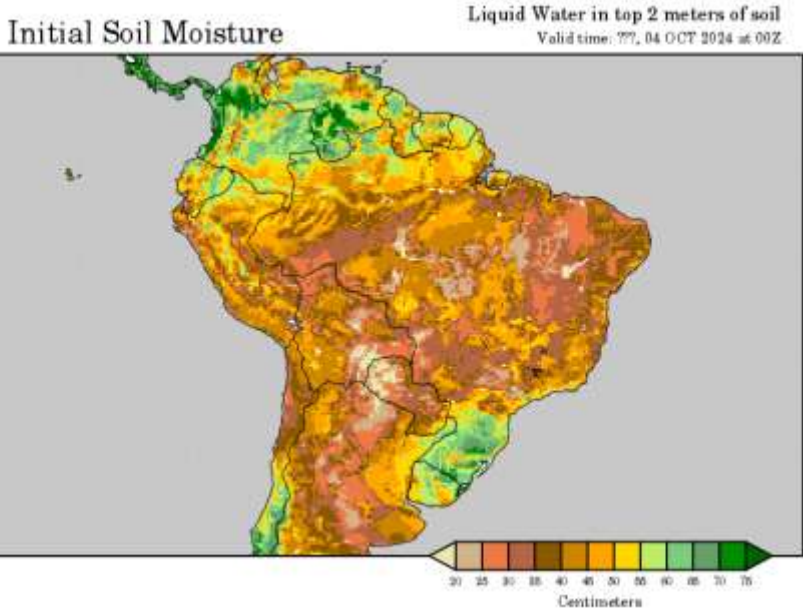 Initial Soil Moisture
Liquid Water in top 2 meters of soil
Valid time: ???, 04 OCT 2024 at 00Z
20 25 30 35 40 45 50 55 60 65 70 75
Centimeters